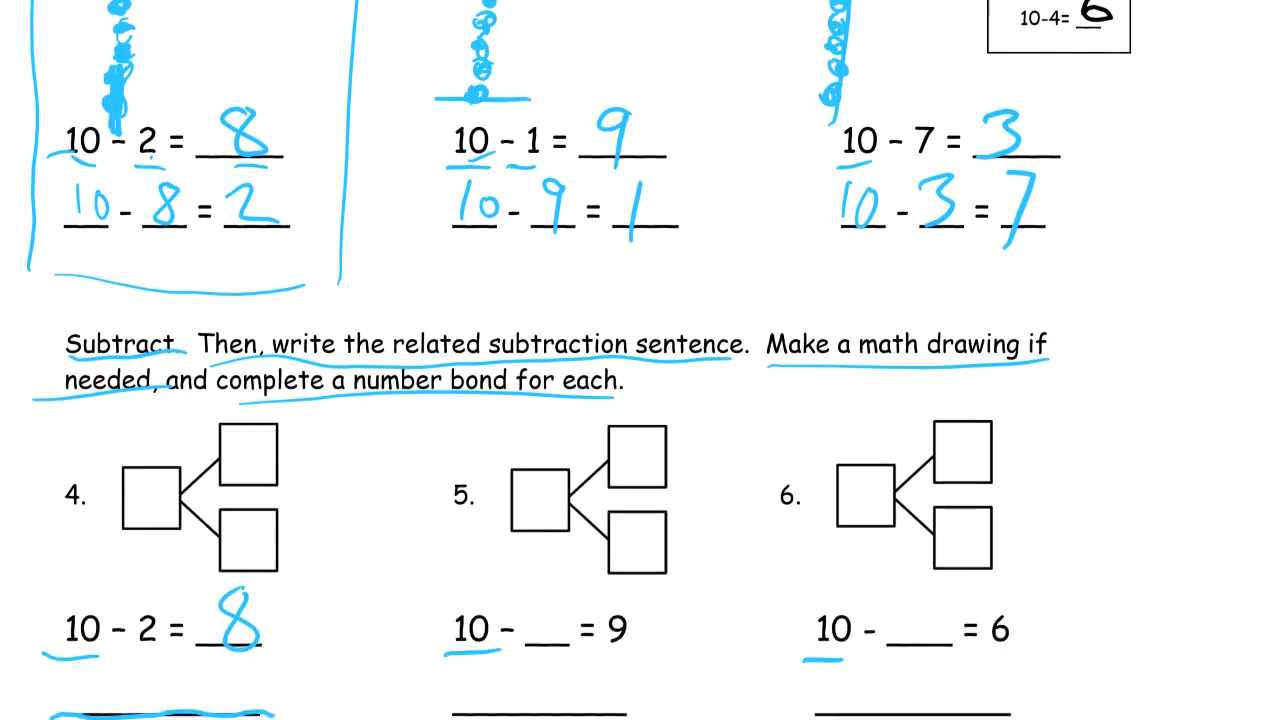 10-4= 6
10 - 2 = 8
10 - 8 = 2
10 - 1 = 9
10 - 9 = 1
10 - 7 = 3
10 - 3 = 7
Subtract. Then, write the related subtraction sentence. Make a math drawing if
needed, and complete a number bond for each.
4.
5.
6.
10 - 2 = 8
10 - __ = 9
10 - ___ = 6